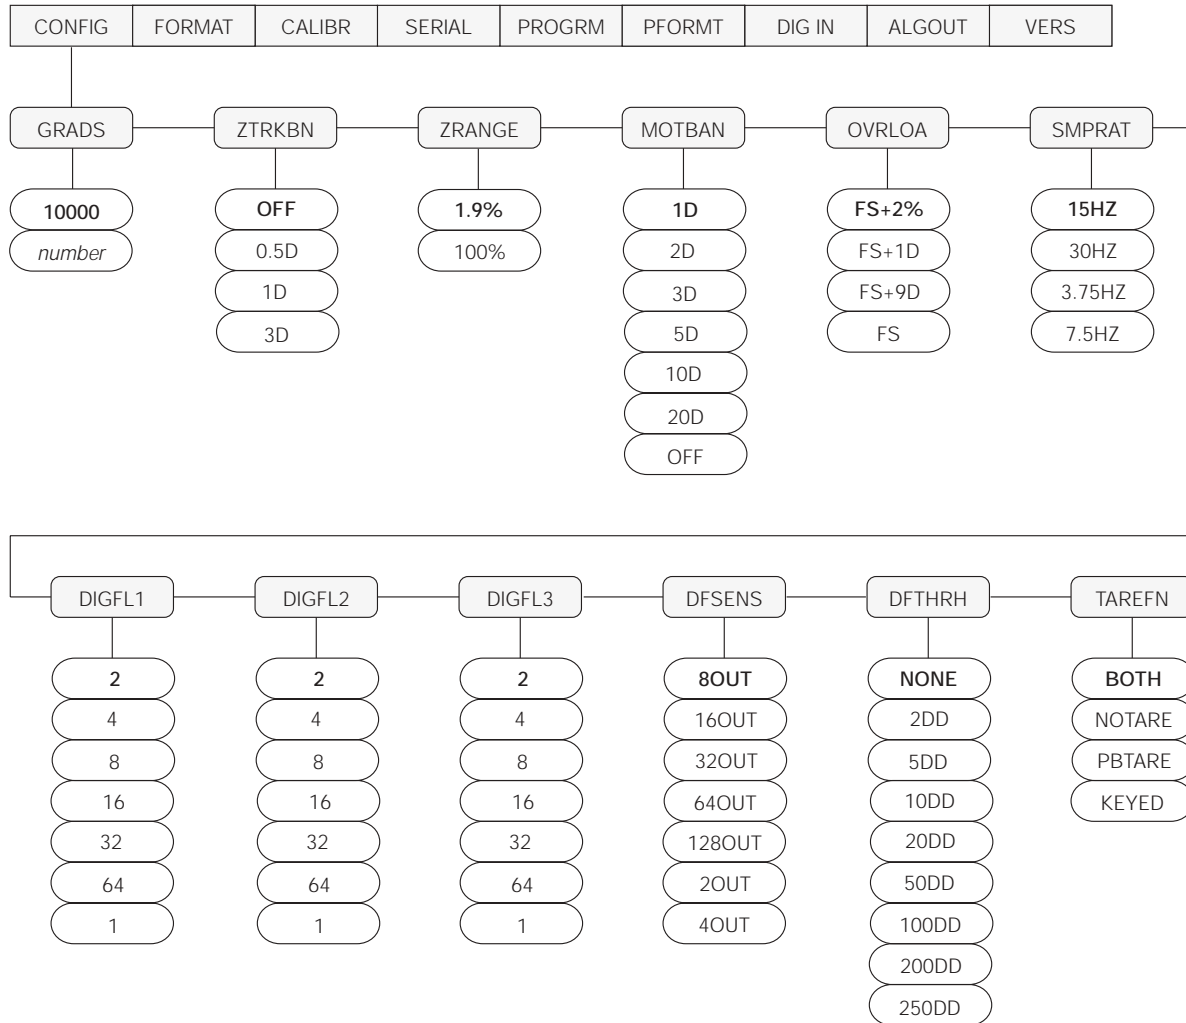 CONFIG FORMAT CALIBR SERIAL PROGRM PFORMT DIG IN ALGOUT VERS
GRADS ZTRKBN ZRANGE MOTBAN OVRLOA SMPRAT
10000 OFF 1.9% 1D FS+2% 15HZ
number 0.5D 100% 2D FS+1D 30HZ
1D 3D FS+9D 3.75HZ
3D 5D FS 7.5HZ
10D
20D
OFF
DIGFL1 DIGFL2 DIGFL3 DFSENS DFTHRH TAREFN
2 2 2 8OUT NONE BOTH
4 4 4 16OUT 2DD NOTARE
8 8 8 32OUT 5DD PBTARE
16 16 16 64OUT 10DD KEYED
32 32 32 128OUT 20DD
64 64 64 2OUT 50DD
1 1 1 4OUT 100DD
200DD
250DD